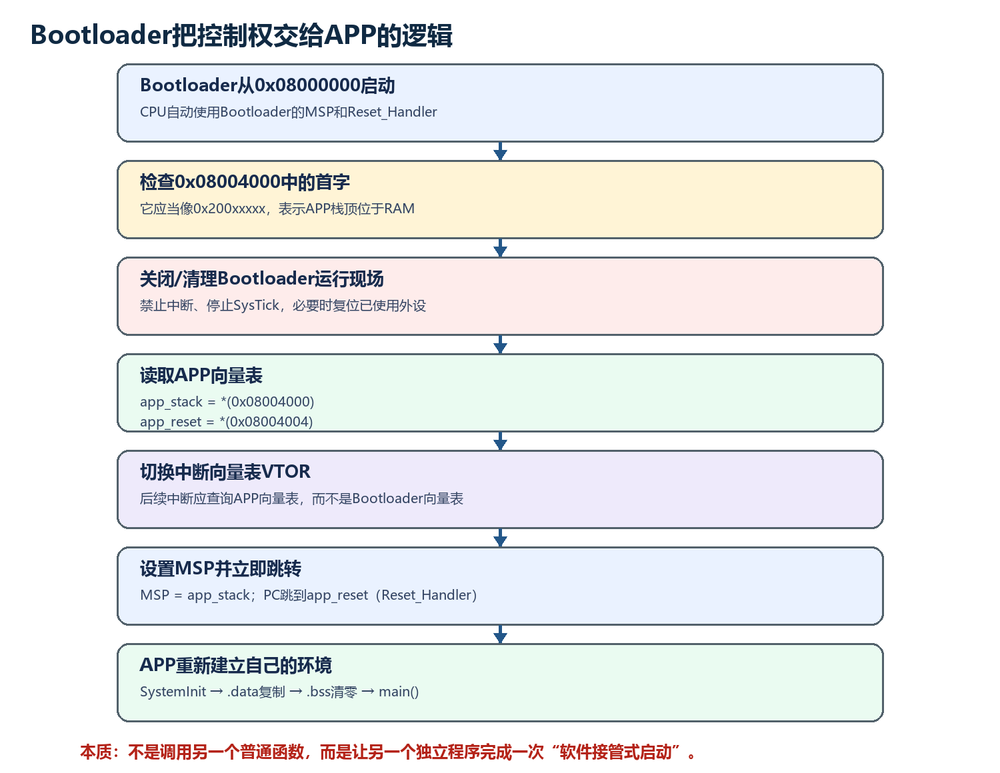 Bootloader把控制权交给APP的逻辑
Bootloader从0x08000000启动
CPU自动使用Bootloader的MSP和Reset_Handler
检查0x08004000中的首字
它应当像0x200xxxxx，表示APP栈顶位于RAM
关闭/清理Bootloader运行现场
禁止中断、停止SysTick，必要时复位已使用外设
读取APP向量表
app_stack = *(0x08004000)
app_reset = *(0x08004004)
切换中断向量表VTOR
后续中断应查询APP向量表，而不是Bootloader向量表
设置MSP并立即跳转
MSP = app_stack；PC跳到app_reset（Reset_Handler）
APP重新建立自己的环境
SystemInit → .data复制 → .bss清零 → main()
本质：不是调用另一个普通函数，而是让另一个独立程序完成一次“软件接管式启动”。